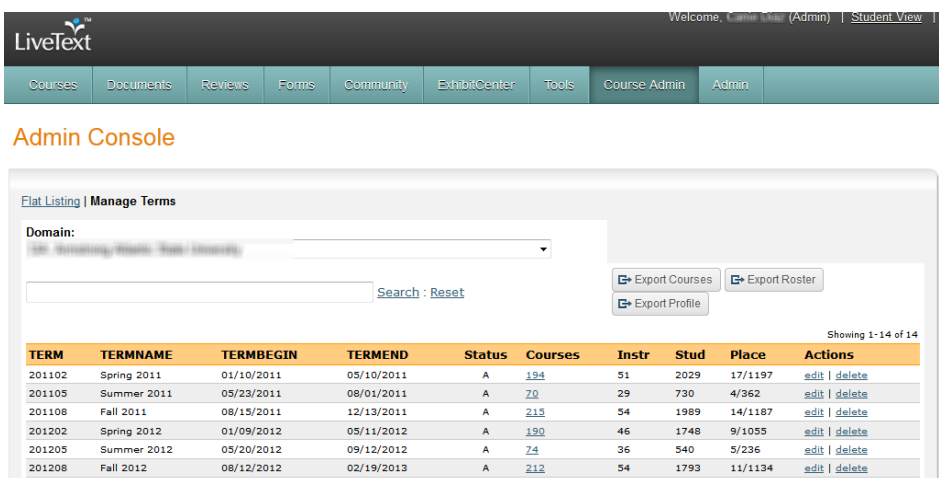 Welcome, (Admin) | Student View |
LiveText™
Courses Documents Reviews Forms Community ExhibitCenter Tools Course Admin Admin
Admin Console
Flat Listing | Manage Terms
Domain:
Search : Reset
Export Courses Export Roster
Export Profile
Showing 1-14 of 14
TERM TERMNAME TERMBEGIN TERMEND Status Courses Instr Stud Place Actions
201102 Spring 2011 01/10/2011 05/10/2011 A 194 51 2029 17/1197 edit | delete
201105 Summer 2011 05/23/2011 08/01/2011 A 70 29 730 4/362 edit | delete
201108 Fall 2011 08/15/2011 12/13/2011 A 215 54 1989 14/1187 edit | delete
201202 Spring 2012 01/09/2012 05/11/2012 A 190 46 1748 9/1055 edit | delete
201205 Summer 2012 05/20/2012 09/12/2012 A 74 36 540 5/236 edit | delete
201208 Fall 2012 08/12/2012 02/19/2013 A 212 54 1793 11/1134 edit | delete